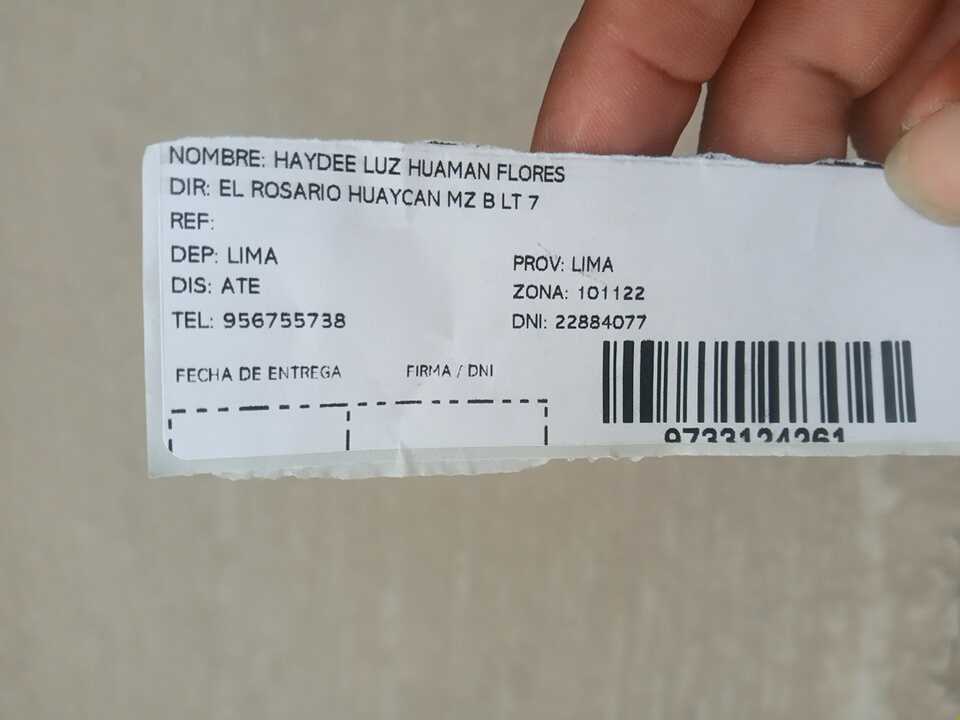 NOMBRE: HAYDEE LUZ HUAMAN FLORES
DIR: EL ROSARIO HUAYCAN MZ B LT 7
REF:
DEP: LIMA
PROV: LIMA
DIS: ATE
ZONA: 101122
TEL: 956755738
DNI: 22884077
FECHA DE ENTREGA
FIRMA / DNI
9733124261